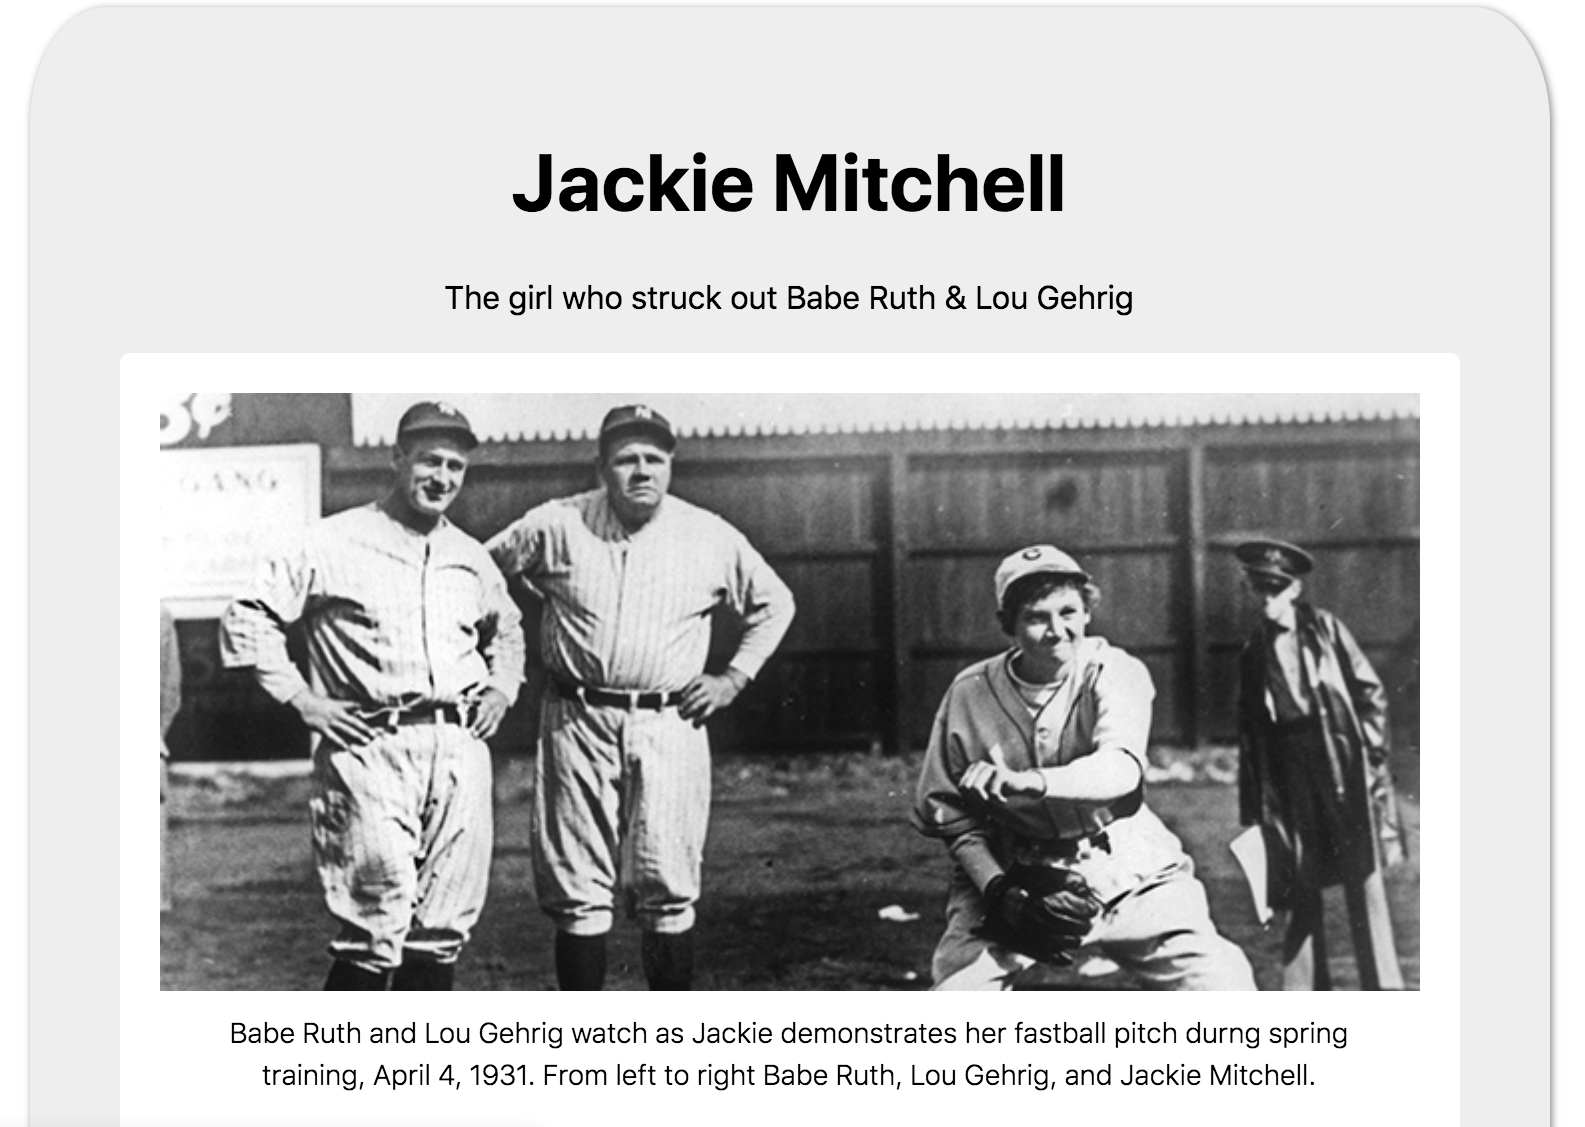 Jackie Mitchell
The girl who struck out Babe Ruth & Lou Gehrig
5¢
GANG
C
Babe Ruth and Lou Gehrig watch as Jackie demonstrates her fastball pitch durng spring
training, April 4, 1931. From left to right Babe Ruth, Lou Gehrig, and Jackie Mitchell.